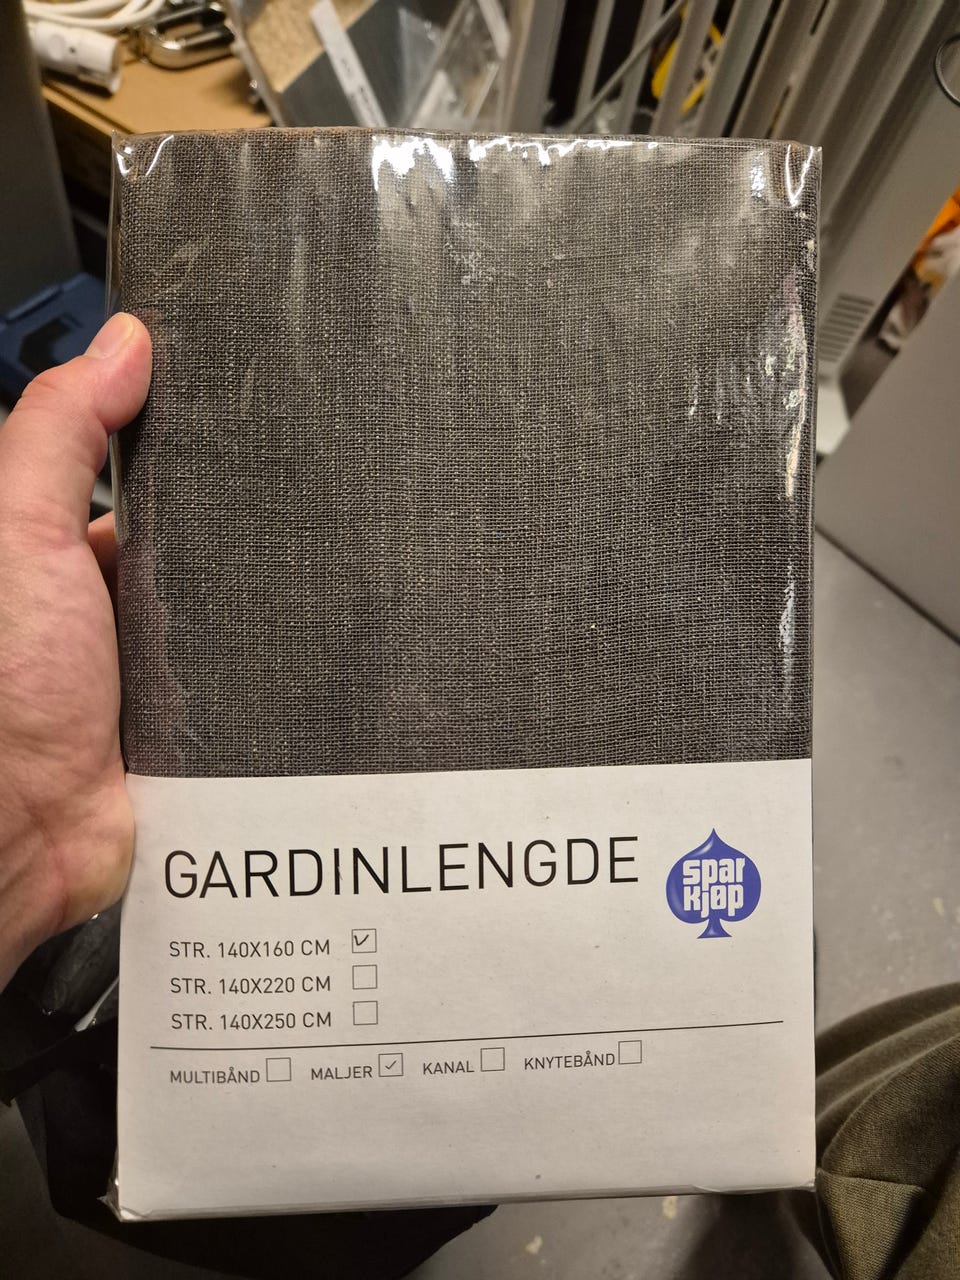 GARDINLENGDE
spar
kjøp
STR. 140X160 CM
STR. 140X220 CM
STR. 140X250 CM
MULTIBÅND MALJER KANAL KNYTEBÅND